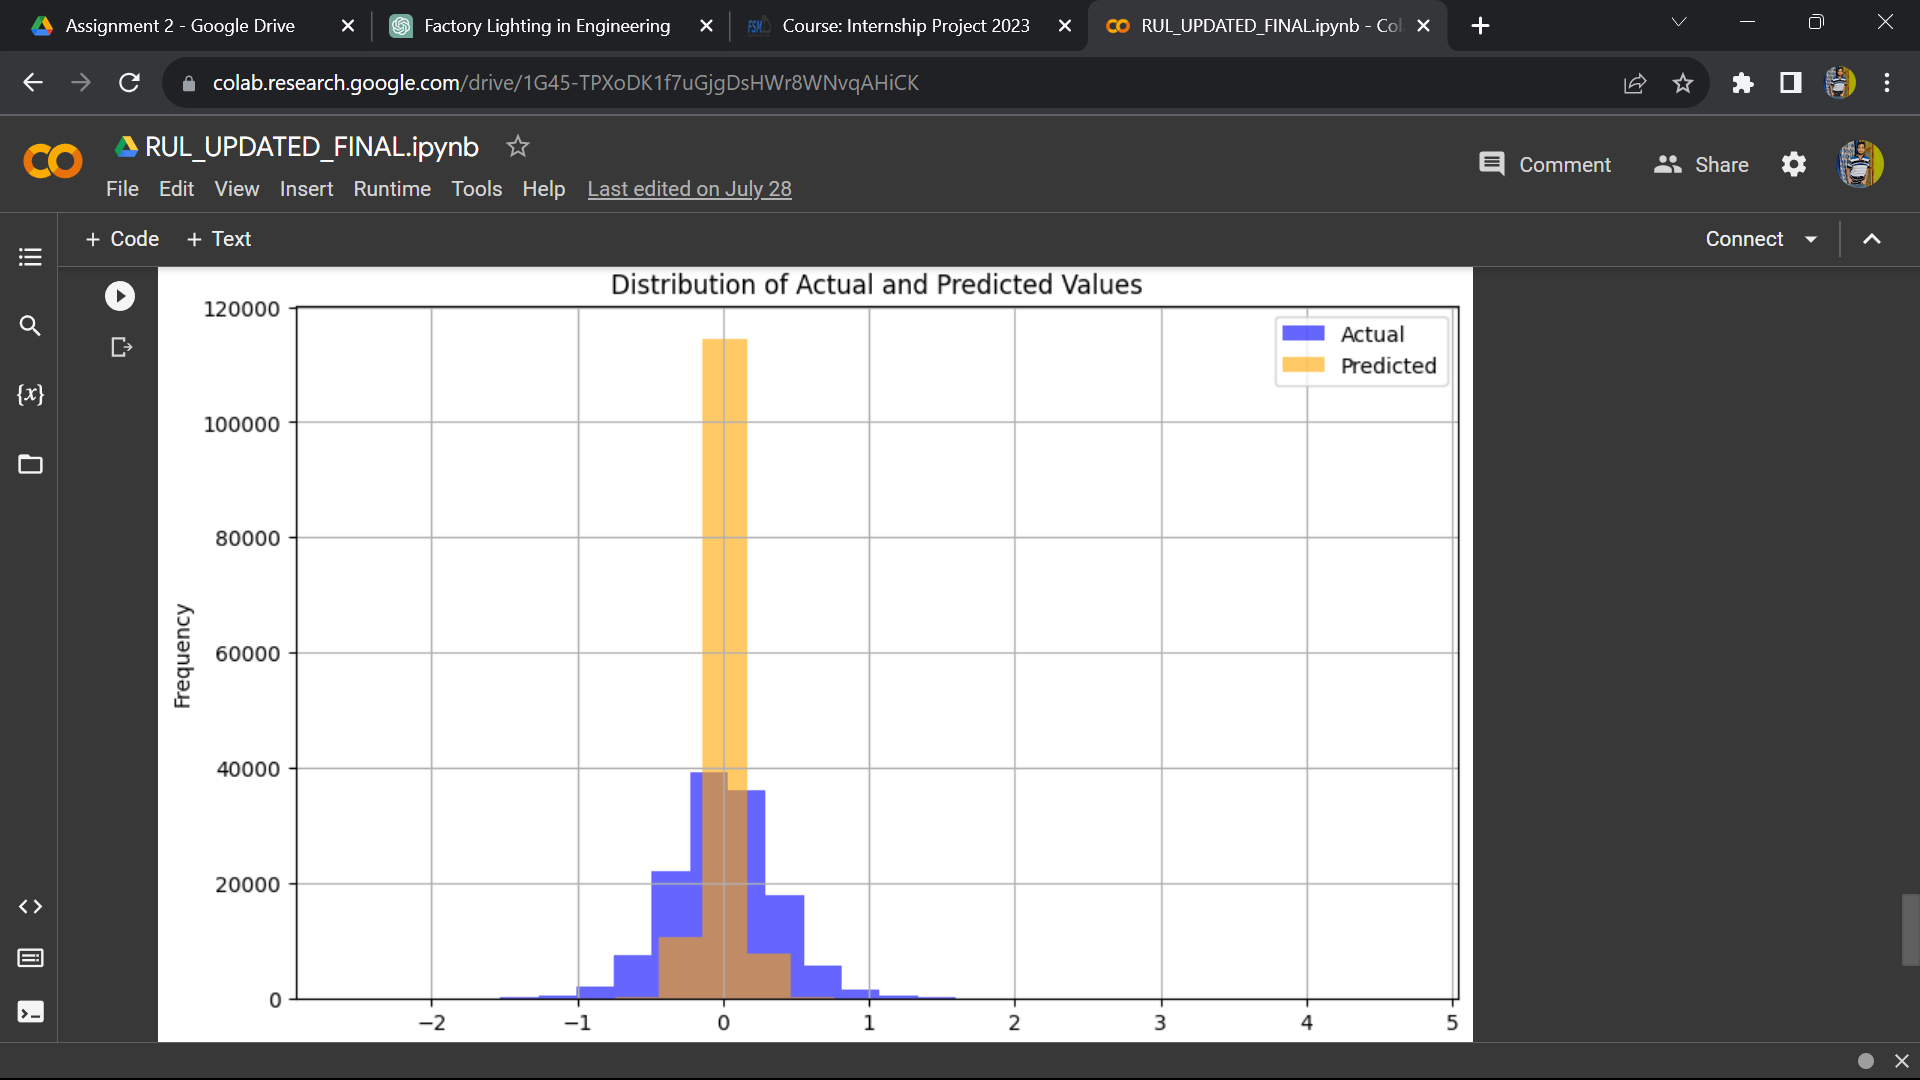 Assignment 2 - Google Drive
Factory Lighting in Engineering
FSM
Course: Internship Project 2023
RUL_UPDATED_FINAL.ipynb - Col
colab.research.google.com/drive/1G45-TPXoDK1f7uGjgDsHWr8WNvqAHiCK
RUL_UPDATED_FINAL.ipynb
Comment
Share
File Edit View Insert Runtime Tools Help Last edited on July 28
+ Code + Text
Connect
{x}
Distribution of Actual and Predicted Values
Actual
Predicted
120000
100000
80000
60000
40000
20000
0
Frequency
−2 −1 0 1 2 3 4 5